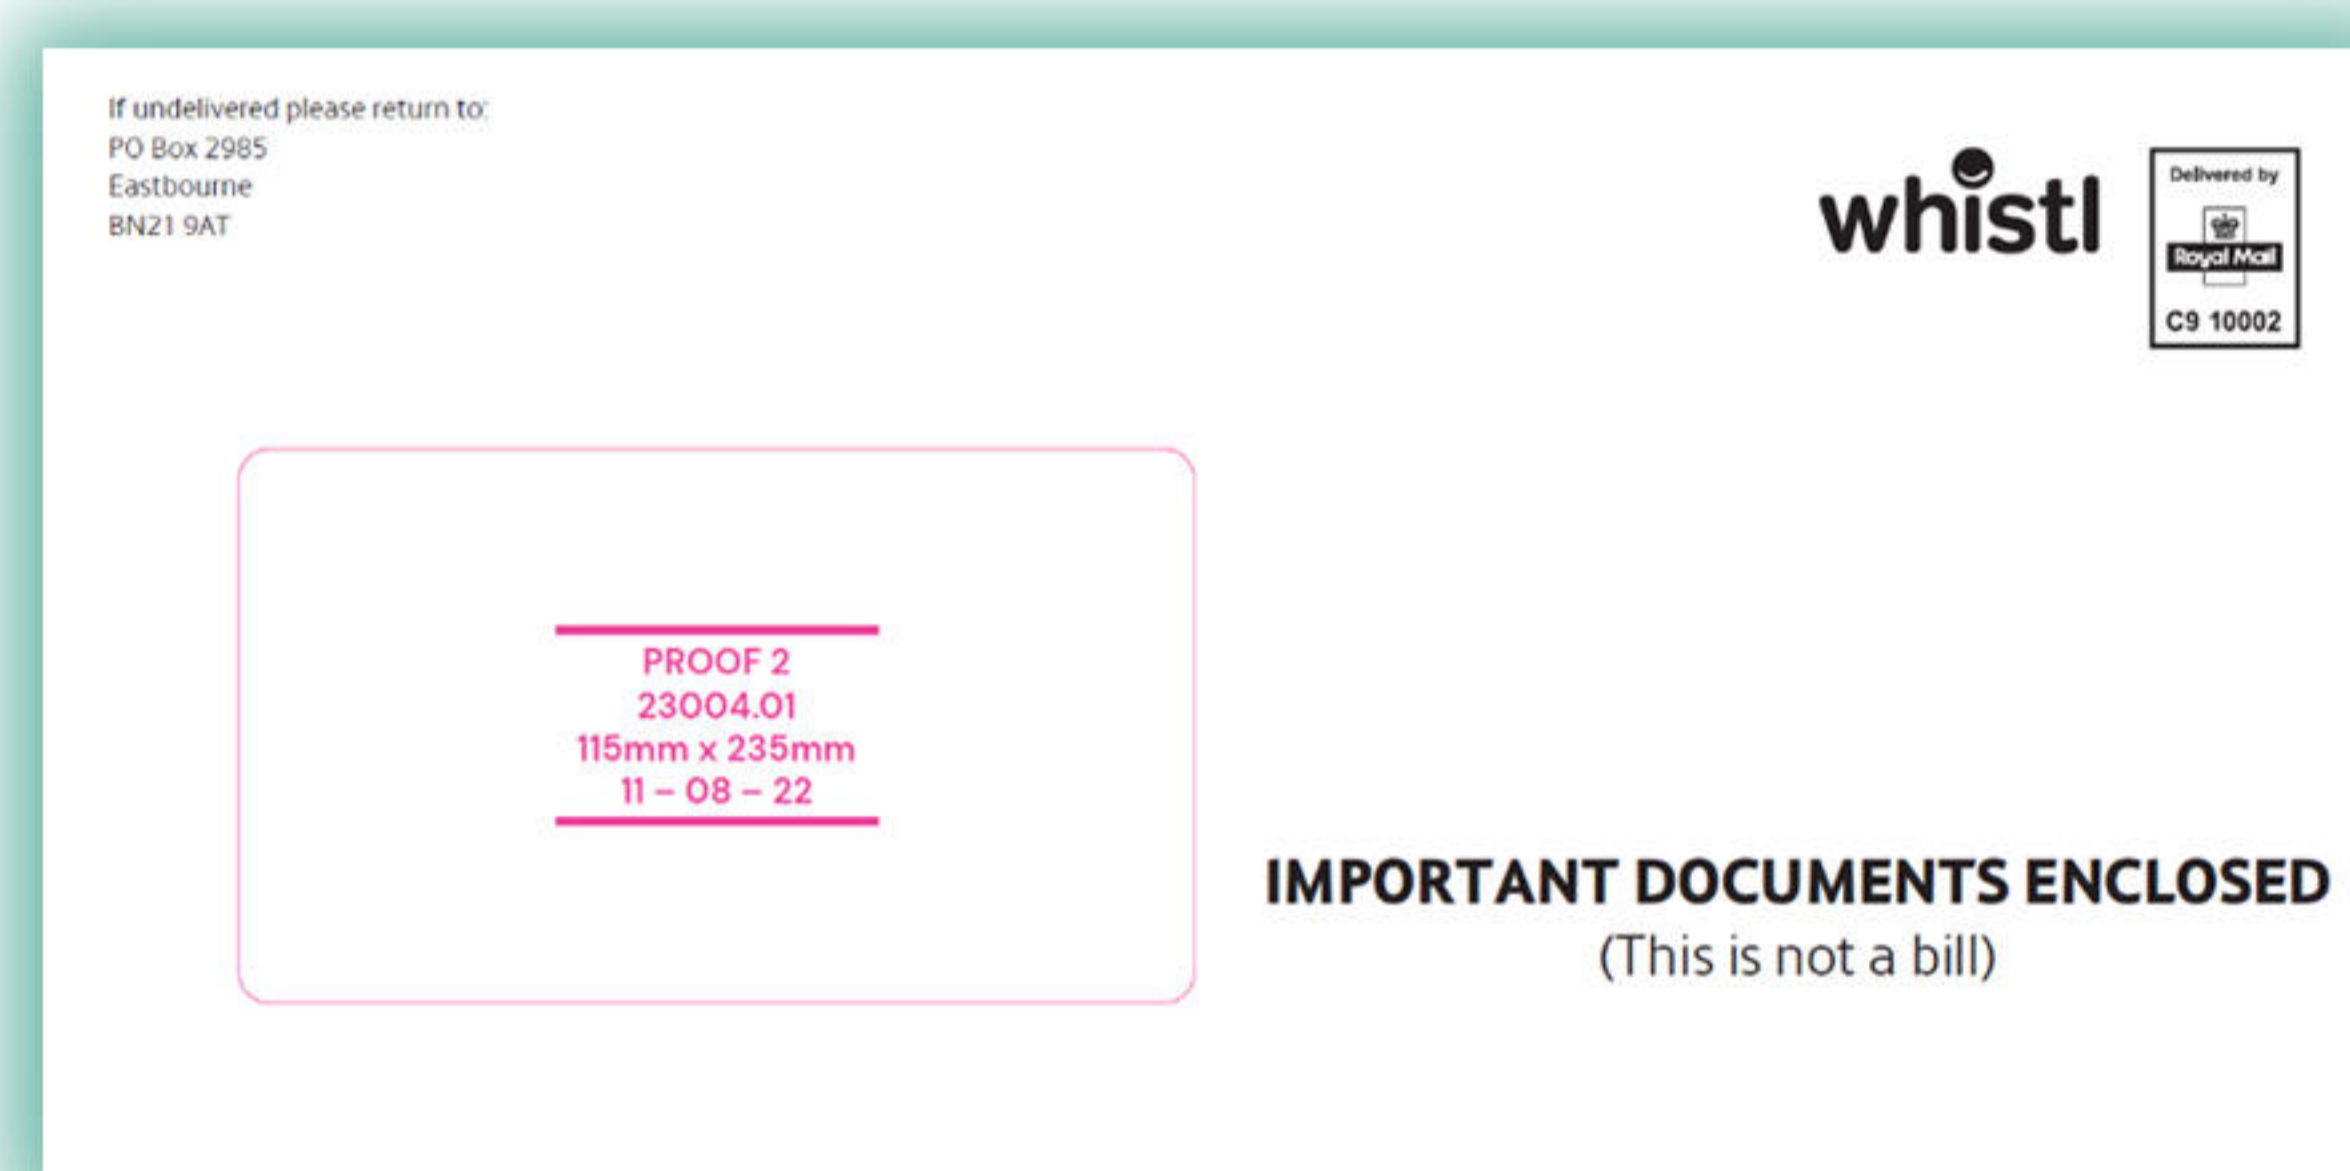 If undelivered please return to:
PO Box 2985
Eastbourne
BN21 9AT
whistl
Delivered by
Royal Mail
C9 10002
PROOF 2
23004.01
115mm x 235mm
11 – 08 – 22
IMPORTANT DOCUMENTS ENCLOSED
(This is not a bill)